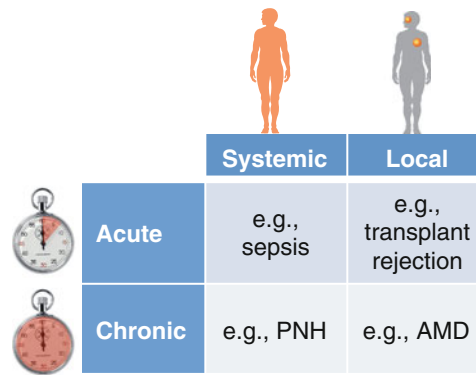 Systemic Local
Acute e.g., sepsis e.g., transplant rejection
Chronic e.g., PNH e.g., AMD